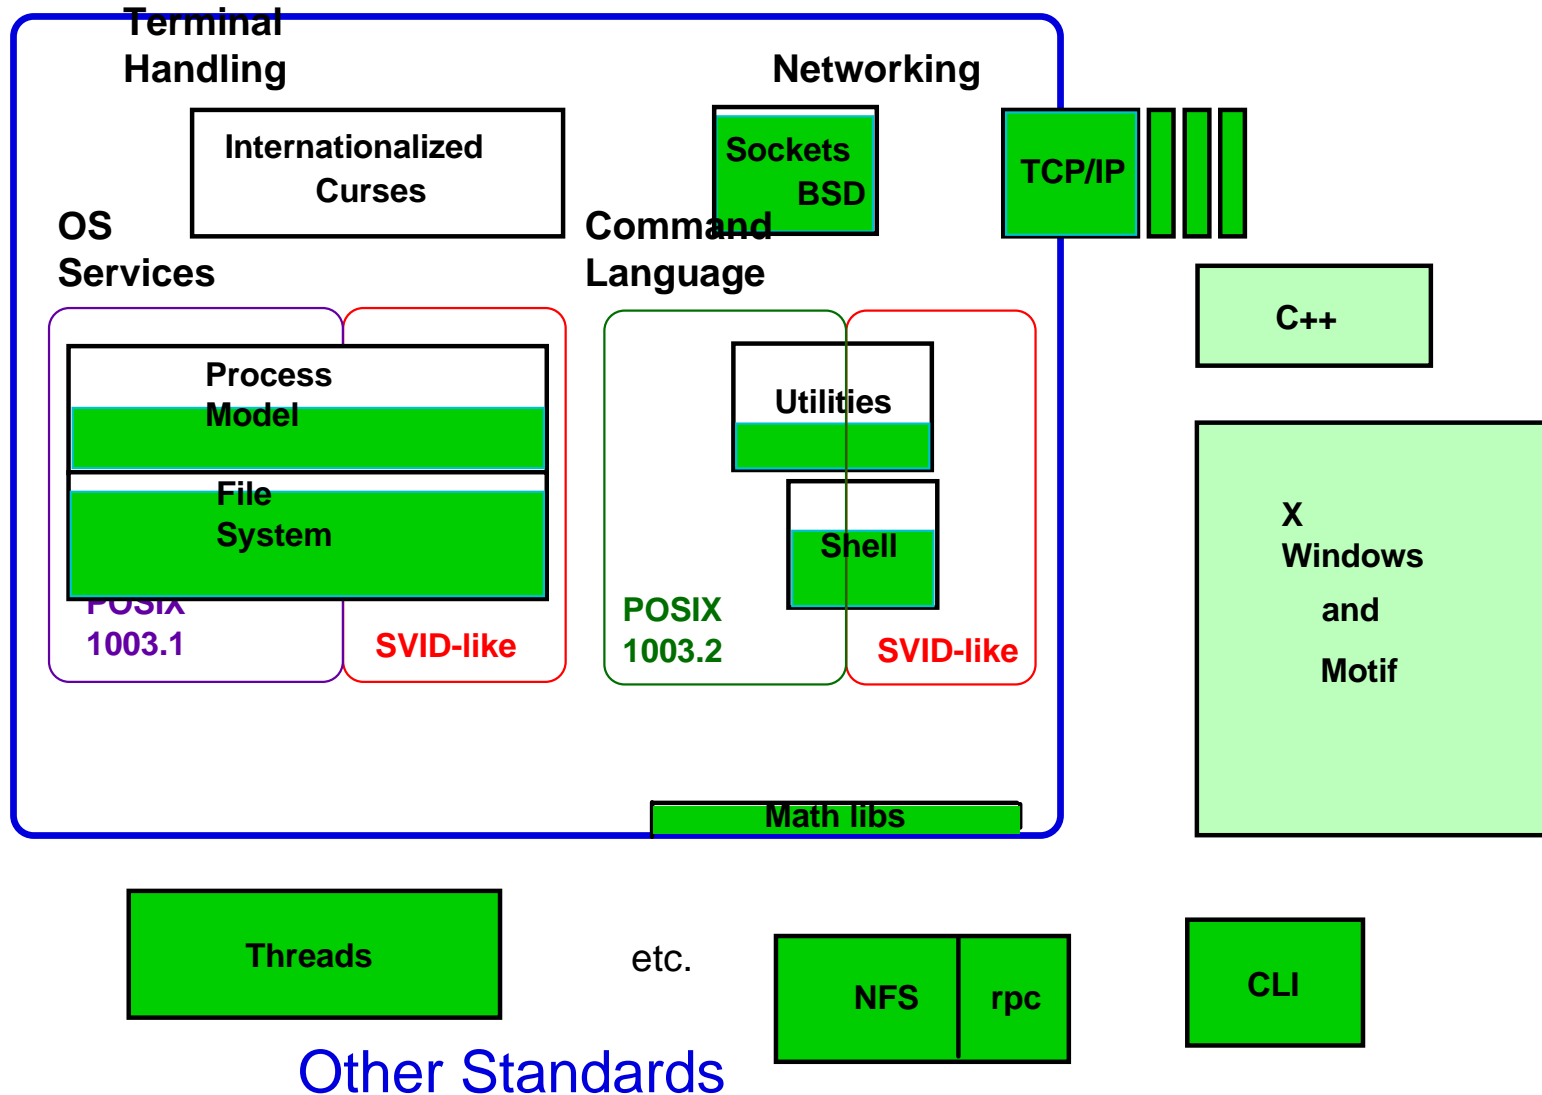 Terminal
Handling
Networking
Internationalized
Curses
Sockets
BSD
TCP/IP
OS
Services
Command
Language
C++
Process
Model
Utilities
File
System
Shell
X
Windows
and
Motif
POSIX
1003.1
SVID-like
POSIX
1003.2
SVID-like
Math libs
Threads
etc.
NFS
rpc
CLI
Other Standards